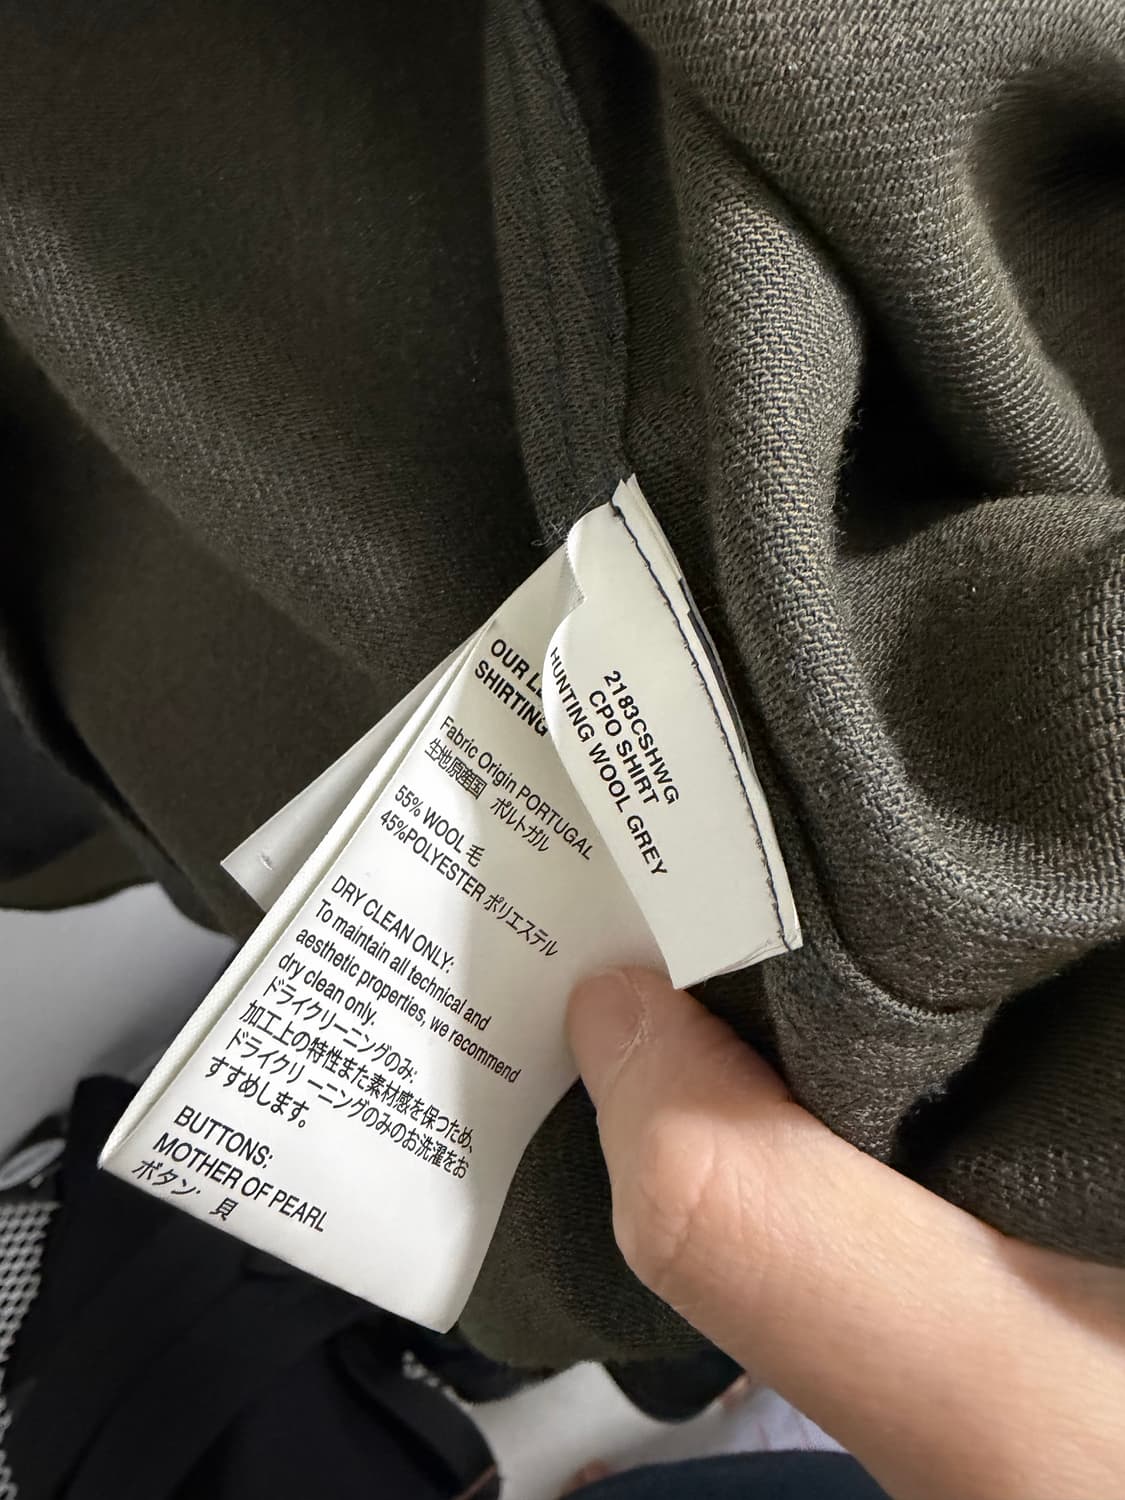 OUR
SHIRTING
Fabric Origin PORTUGAL
生地原産国 ポルトガル
55% WOOL 毛
45%POLYESTER ポリエステル
DRY CLEAN ONLY:
To maintain all technical and
aesthetic properties, we recommend
dry clean only.
ドライクリーニングのみ:
加工上の特性また素材感を保つため、
ドライクリーニングのみのお洗濯をお
すすめします。
BUTTONS:
MOTHER OF PEARL
ボタン: 貝
2183CSHWG
CPO SHIRT
HUNTING WOOL GREY